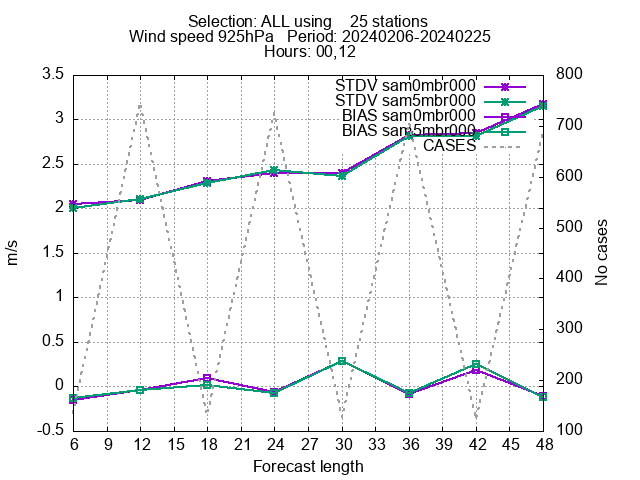 Selection: ALL using 25 stations
Wind speed 925hPa Period: 20240206-20240225
Hours: 00,12
3.5
3
2.5
2
1.5
1
0.5
0
-0.5
m/s
800
700
600
500
400
300
200
100
No cases
STDV sam0mbr000
STDV sam5mbr000
BIAS sam0mbr000
BIAS sam5mbr000
CASES
6 9 12 15 18 21 24 27 30 33 36 39 42 45 48
Forecast length